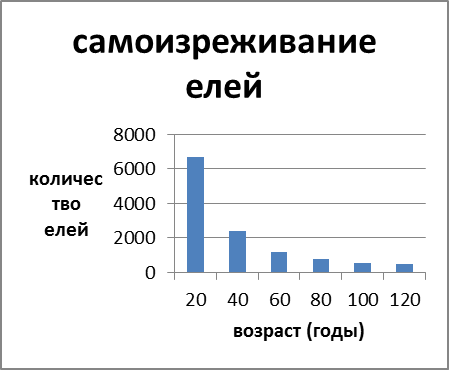 самоизреживание
елей
8000
6000
4000
2000
0
количес
тво
елей
20 40 60 80 100 120
возраст (годы)